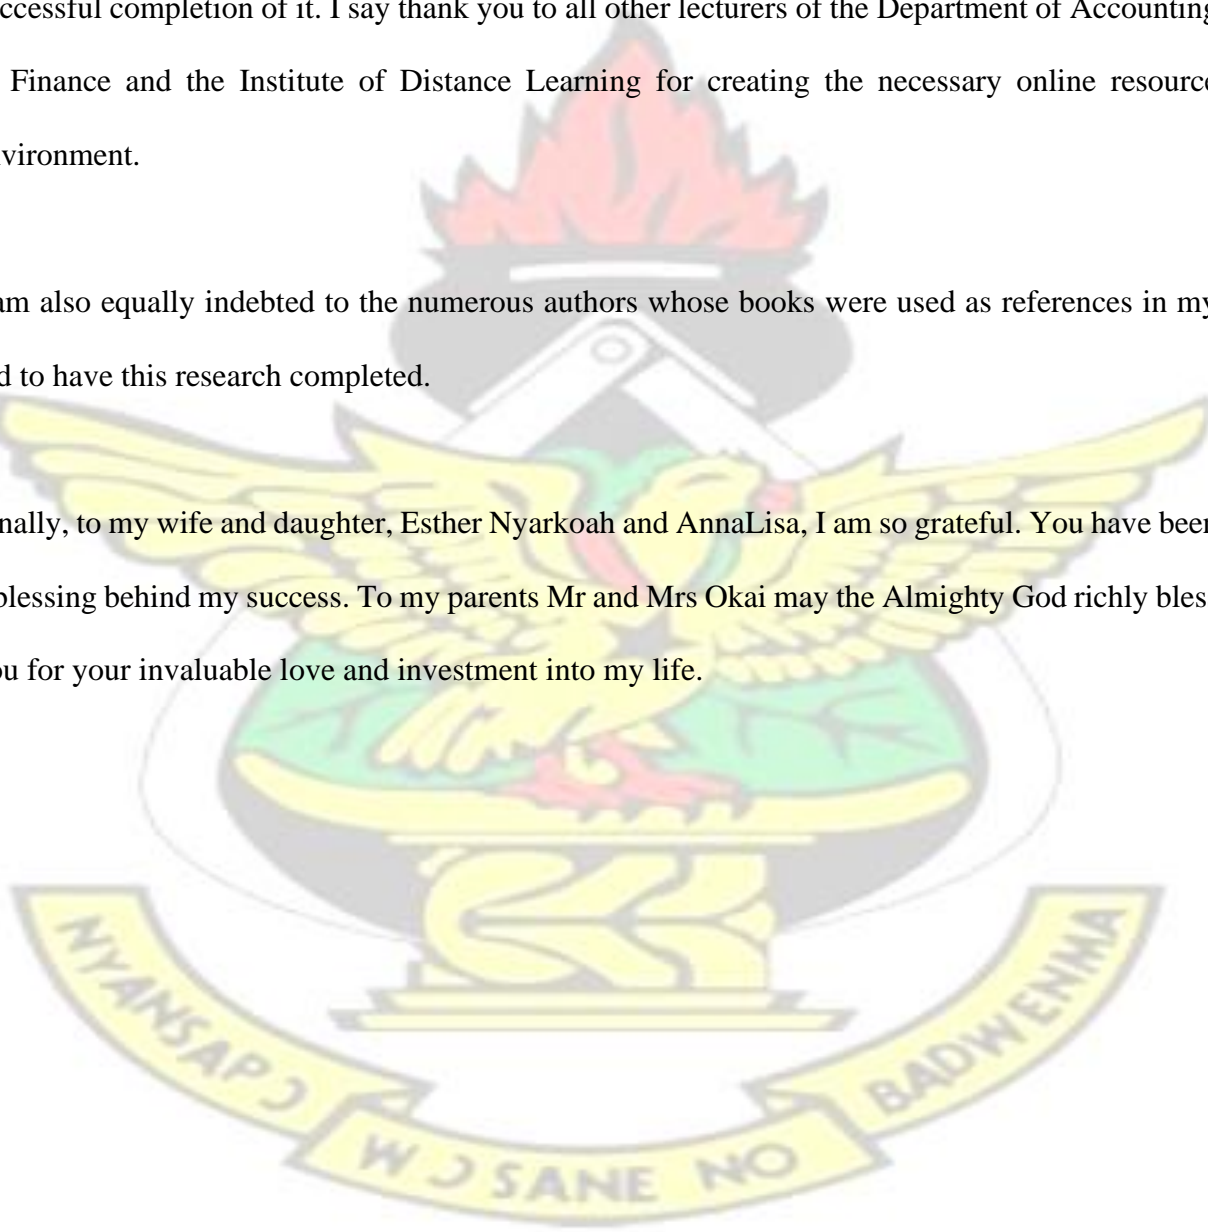 ccessful completion of it. I say thank you to all other lecturers of the Department of Accounting
Finance and the Institute of Distance Learning for creating the necessary online resource
vironment.
am also equally indebted to the numerous authors whose books were used as references in my
d to have this research completed.
nally, to my wife and daughter, Esther Nyarkoah and AnnaLisa, I am so grateful. You have been
blessing behind my success. To my parents Mr and Mrs Okai may the Almighty God richly bles
ou for your invaluable love and investment into my life.
NYANSAPƆ
WƆSANE NO
BADWENMA